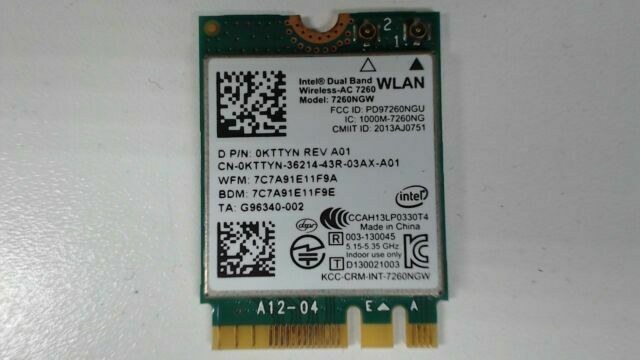 2
1
Intel® Dual Band
Wireless-AC 7260
Model: 7260NGW
WLAN
FCC ID: PD97260NGU
IC: 1000M-7260NG
CMIIT ID: 2013AJ0751
D P/N: 0KTTYN REV A01
CN-0KTTYN-36214-43R-03AX-A01
WFM: 7C7A91E11F9A
BDM: 7C7A91E11F9E
TA: G96340-002
intel
CCAH13LP0330T4
Made in China
dspr
R 003-130045
5.15-5.35 GHz
Indoor use only
T D130021003
KCC-CRM-INT-7260NGW
A12-04
E
A